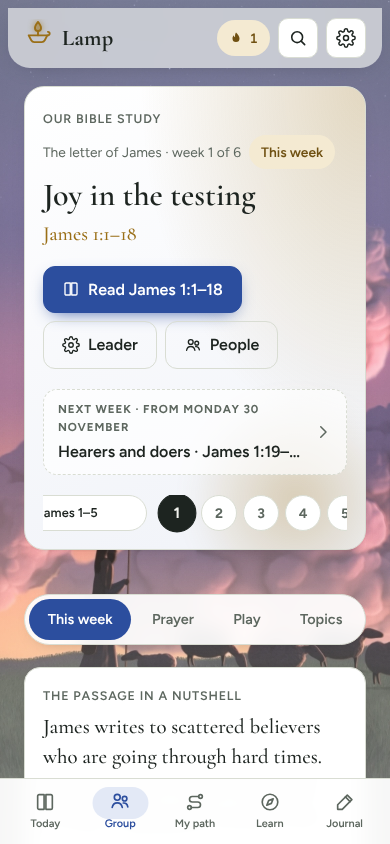 Lamp
1
OUR BIBLE STUDY
The letter of James · week 1 of 6
This week
Joy in the testing
James 1:1–18
Read James 1:1–18
Leader
People
NEXT WEEK · FROM MONDAY 30
NOVEMBER
Hearers and doers · James 1:19–…
ames 1–5
1
2
3
4
5
This week
Prayer
Play
Topics
THE PASSAGE IN A NUTSHELL
James writes to scattered believers
who are going through hard times.
Today
Group
My path
Learn
Journal